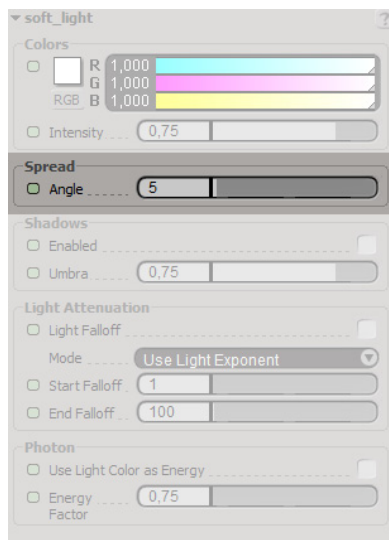 soft_light
?
Colors
R 1,000
G 1,000
RGB B 1,000
Intensity 0,75
Spread
Angle 5
Shadows
Enabled
Umbra 0,75
Light Attenuation
Light Falloff
Mode Use Light Exponent
Start Falloff 1
End Falloff 100
Photon
Use Light Color as Energy
Energy 0,75
Factor